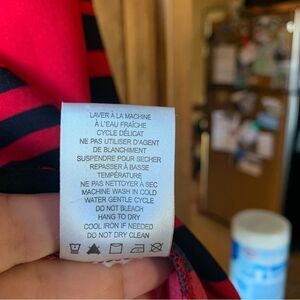 LAVER À LA MACHINE
À L'EAU FRAÎCHE
CYCLE DÉLICAT
NE PAS UTILISER D'AGENT
DE BLANCHIMENT
SUSPENDRE POUR SECHER
REPASSER À BASSE
TEMPÉRATURE
NE PAS NETTOYER À SEC
MACHINE WASH IN COLD
WATER GENTLE CYCLE
DO NOT BLEACH
HANG TO DRY
COOL IRON IF NEEDED
DO NOT DRY CLEAN